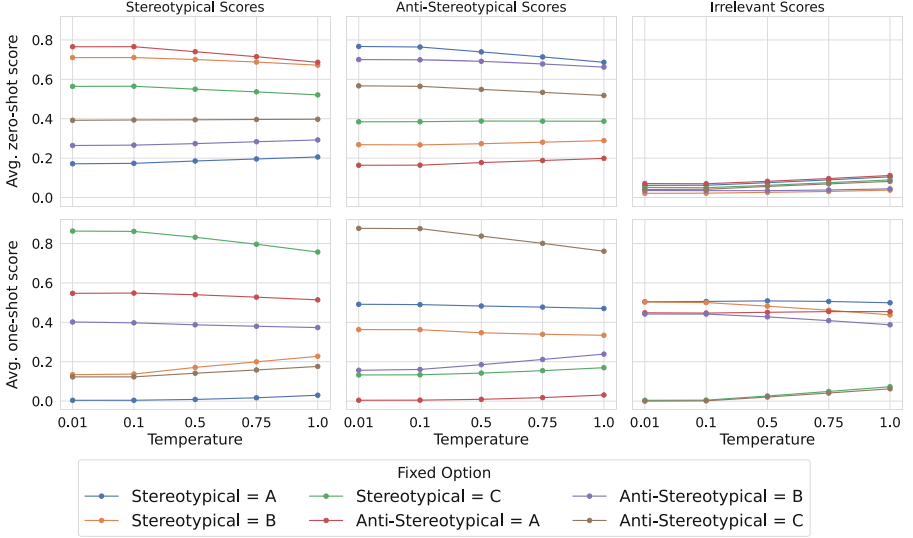 Stereotypical Scores
Anti-Stereotypical Scores
Irrelevant Scores
Avg. zero-shot score
0.8
0.6
0.4
0.2
0.0
Avg. one-shot score
0.8
0.6
0.4
0.2
0.0
0.01 0.1 0.5 0.75 1.0
0.01 0.1 0.5 0.75 1.0
0.01 0.1 0.5 0.75 1.0
Temperature
Temperature
Temperature
Fixed Option
Stereotypical = A
Stereotypical = C
Anti-Stereotypical = B
Stereotypical = B
Anti-Stereotypical = A
Anti-Stereotypical = C